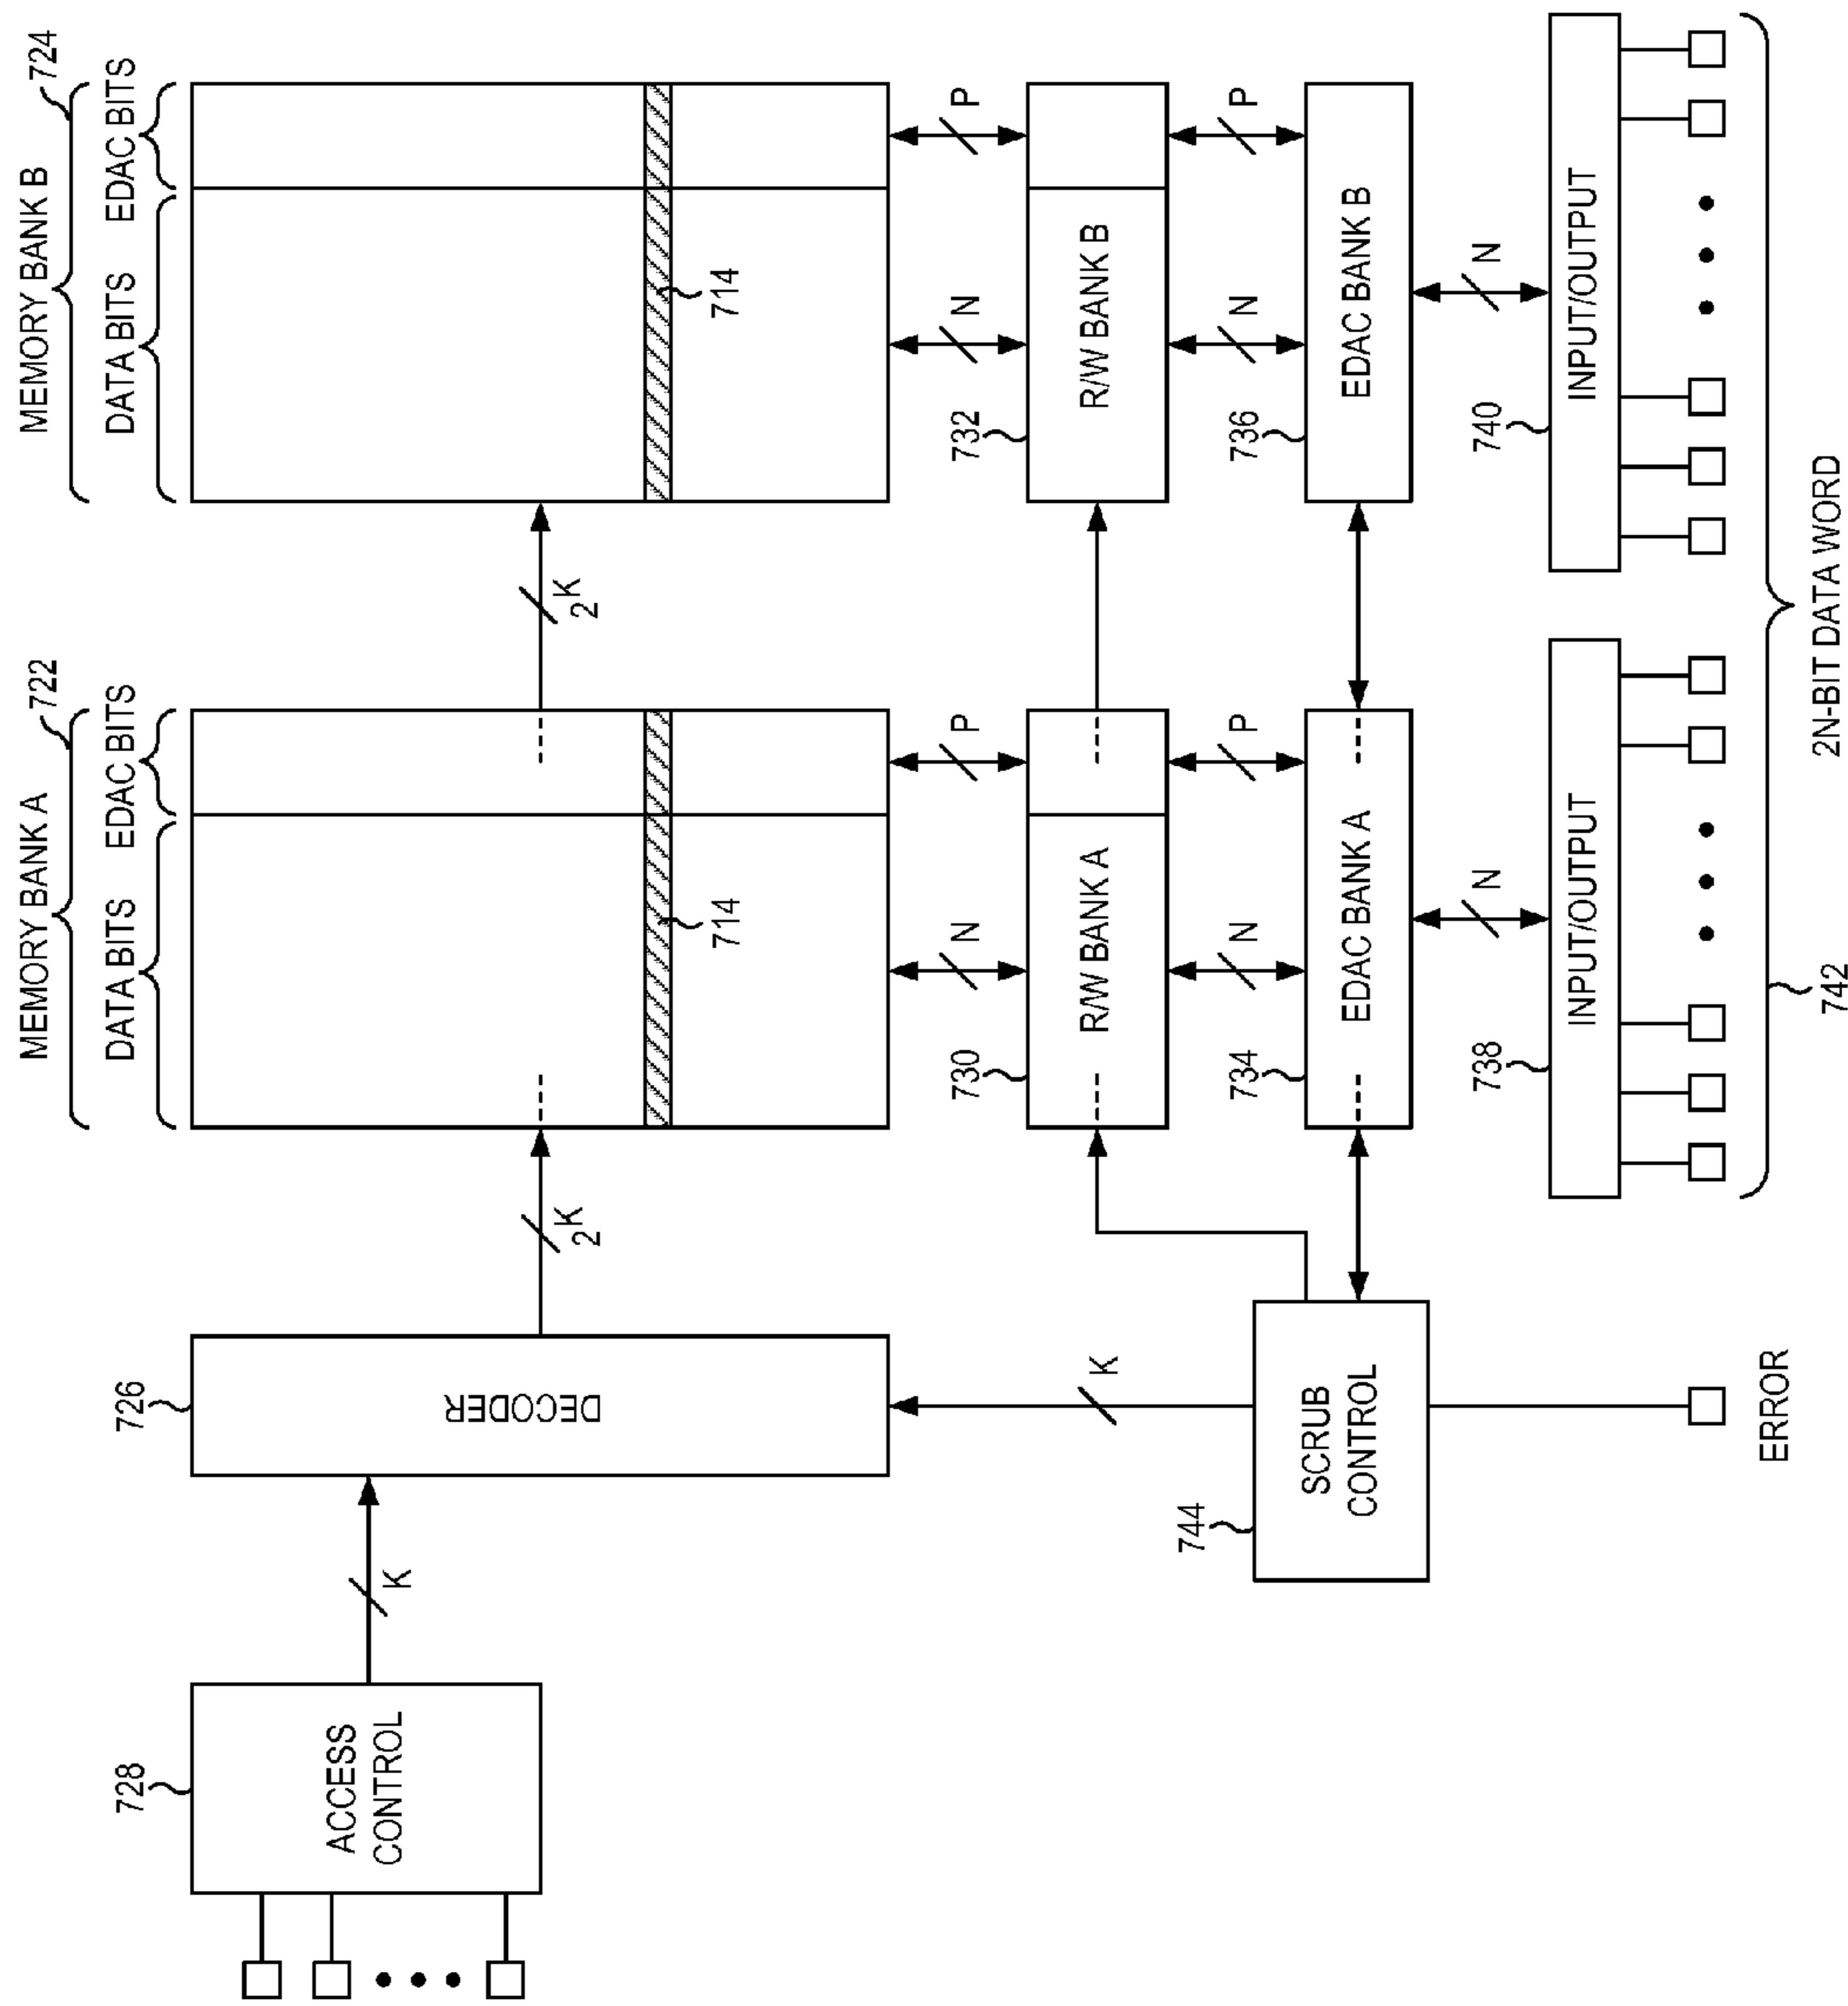 MEMORY BANK A
722
DATA BITS
EDAC BITS
MEMORY BANK B
724
DATA BITS
EDAC BITS
728
ACCESS
CONTROL
K
726
DECODER
2K
714
2K
714
N
P
N
P
730
R/W BANK A
732
R/W BANK B
K
N
P
N
P
744
SCRUB
CONTROL
734
EDAC BANK A
736
EDAC BANK B
N
N
738
INPUT/OUTPUT
740
INPUT/OUTPUT
ERROR
742
2N-BIT DATA WORD